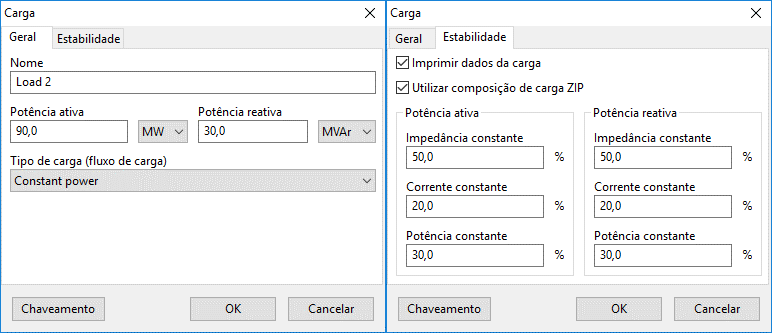 Carga
Geral
Estabilidade
Nome
Load 2
Potência ativa
Potência reativa
90,0
MW
30,0
MVAr
Tipo de carga (fluxo de carga)
Constant power
Chaveamento
OK
Cancelar
Carga
Geral
Estabilidade
Imprimir dados da carga
Utilizar composição de carga ZIP
Potência ativa
Impedância constante
50,0 %
Corrente constante
20,0 %
Potência constante
30,0 %
Potência reativa
Impedância constante
50,0 %
Corrente constante
20,0 %
Potência constante
30,0 %
Chaveamento
OK
Cancelar